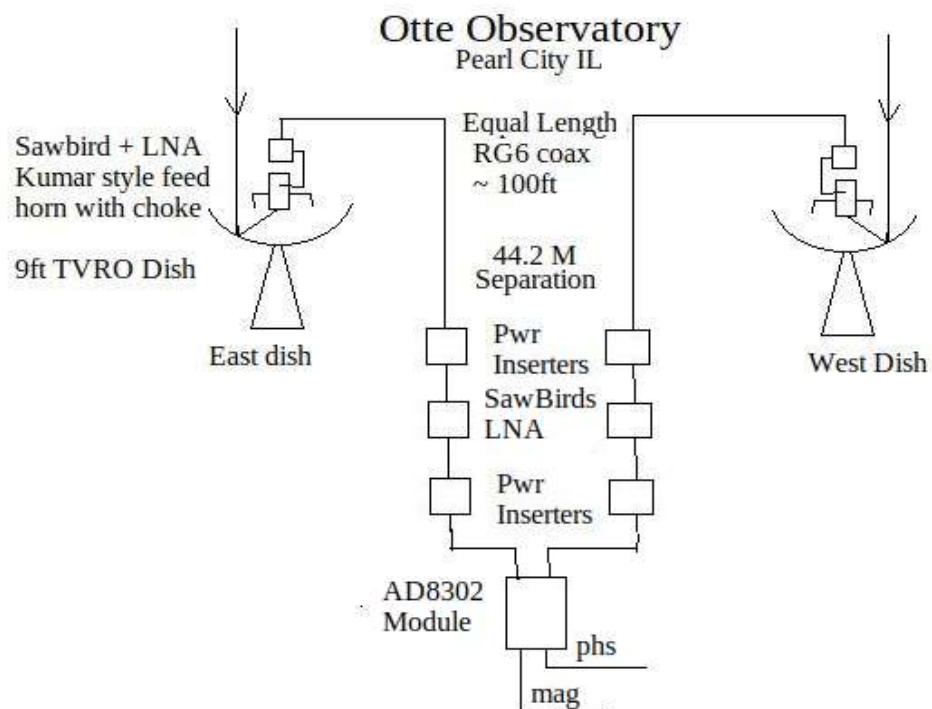 Otte Observatory
Pearl City IL
Sawbird + LNA
Kumar style feed
horn with choke
9ft TVRO Dish
Equal Length
RG6 coax
~ 100ft
44.2 M
Separation
East dish
West Dish
Pwr
Inserters
SawBirds
LNA
Pwr
Inserters
AD8302
Module
phs
mag